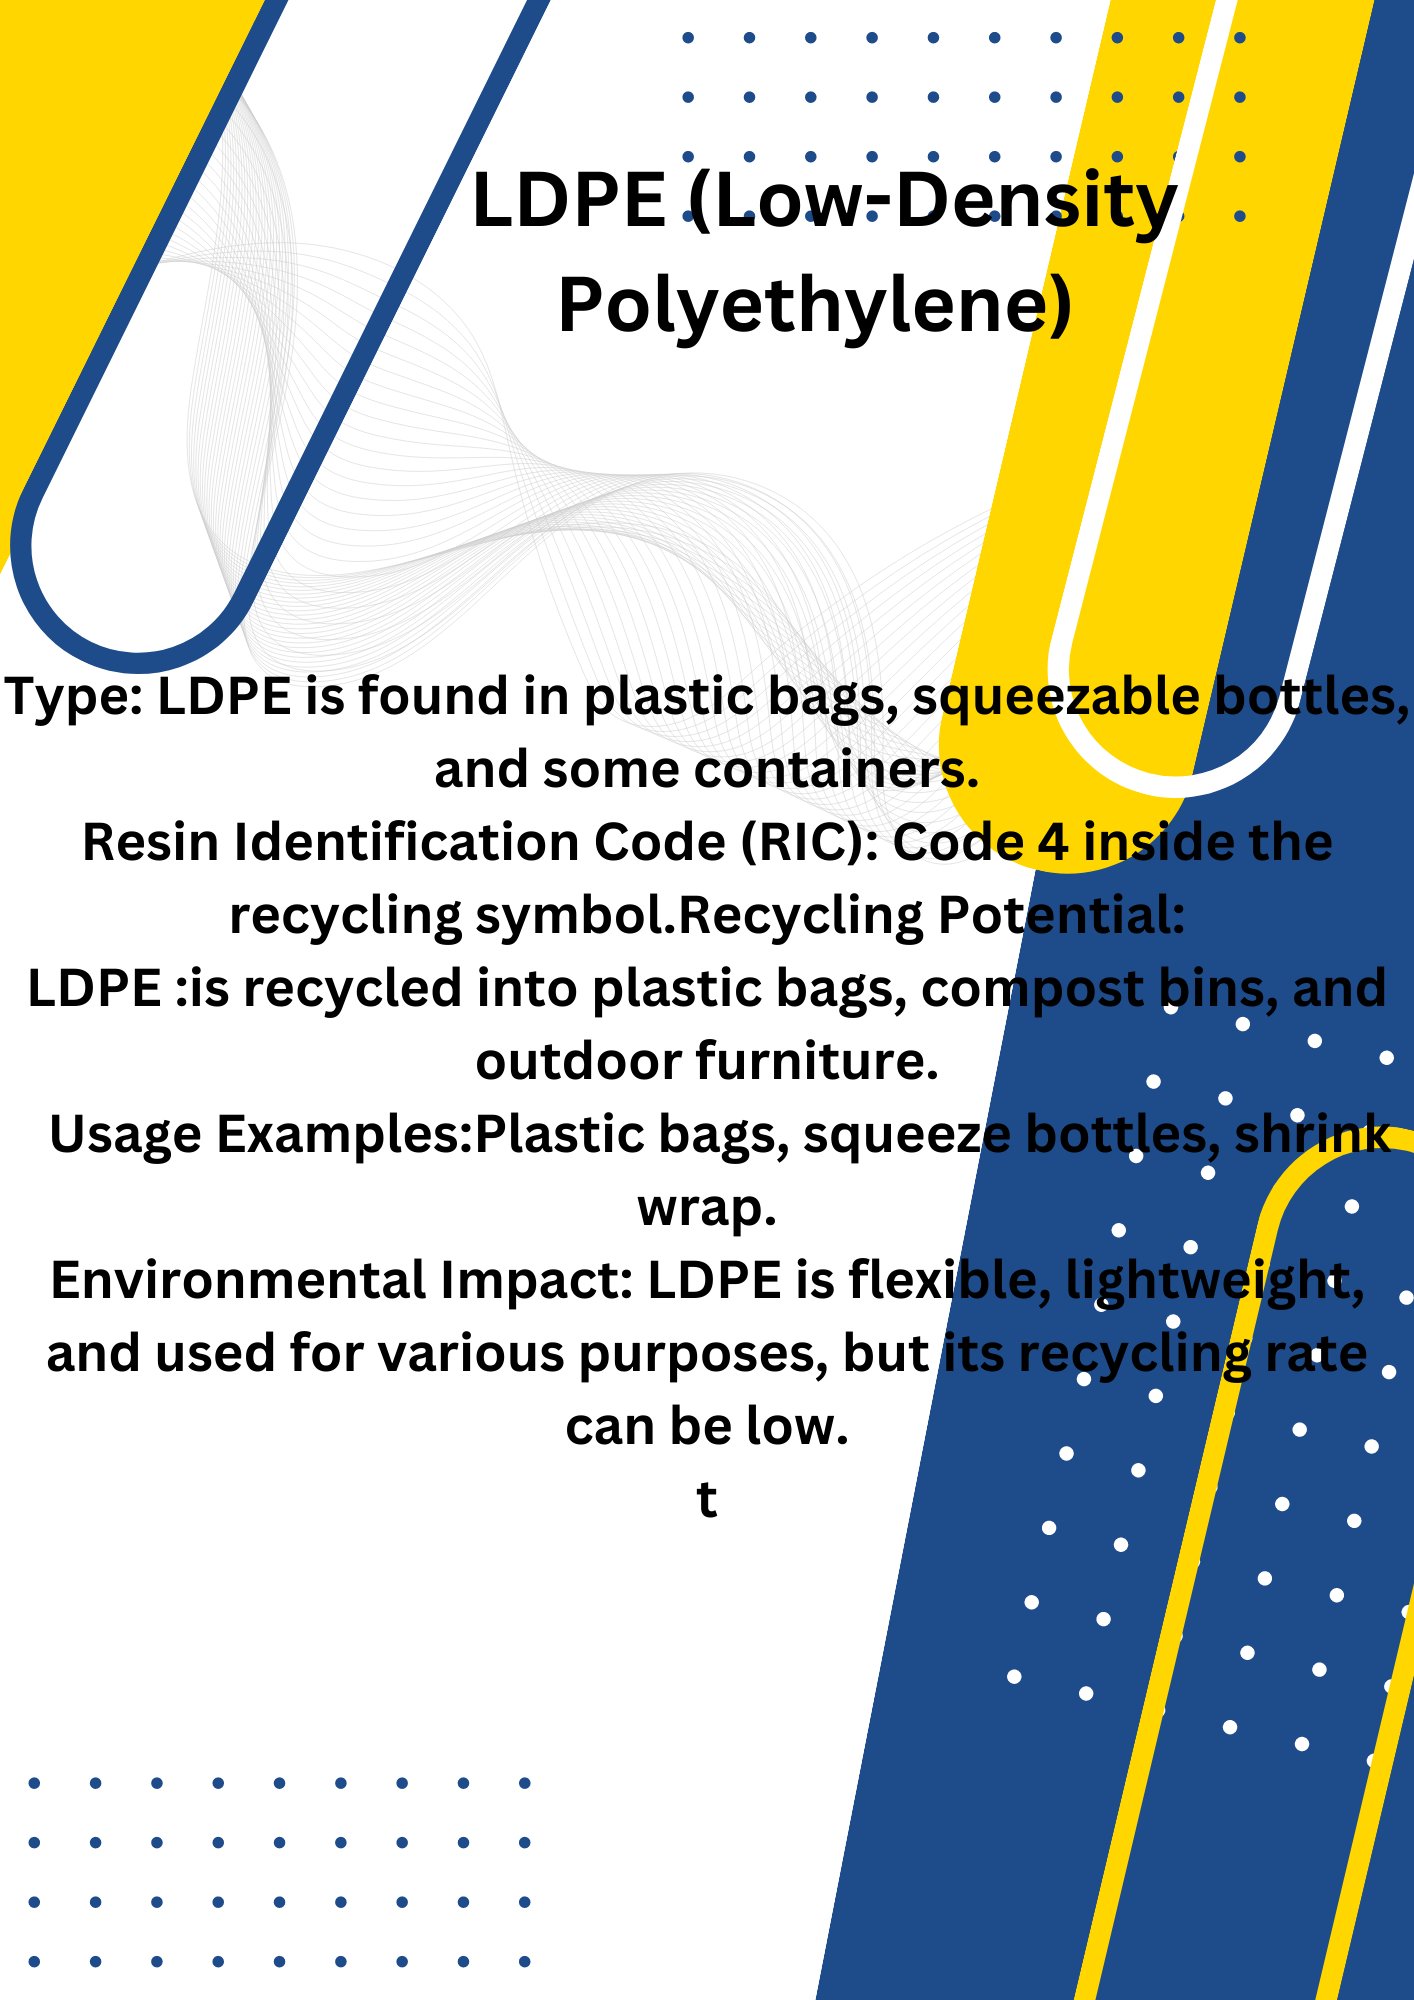 LDPE (Low-Density
Polyethylene)
Type: LDPE is found in plastic bags, squeezable bottles,
and some containers.
Resin Identification Code (RIC): Code 4 inside the
recycling symbol.Recycling Potential:
LDPE :is recycled into plastic bags, compost bins, and
outdoor furniture.
Usage Examples:Plastic bags, squeeze bottles, shrink
wrap.
Environmental Impact: LDPE is flexible, lightweight,
and used for various purposes, but its recycling rate
can be low.
t